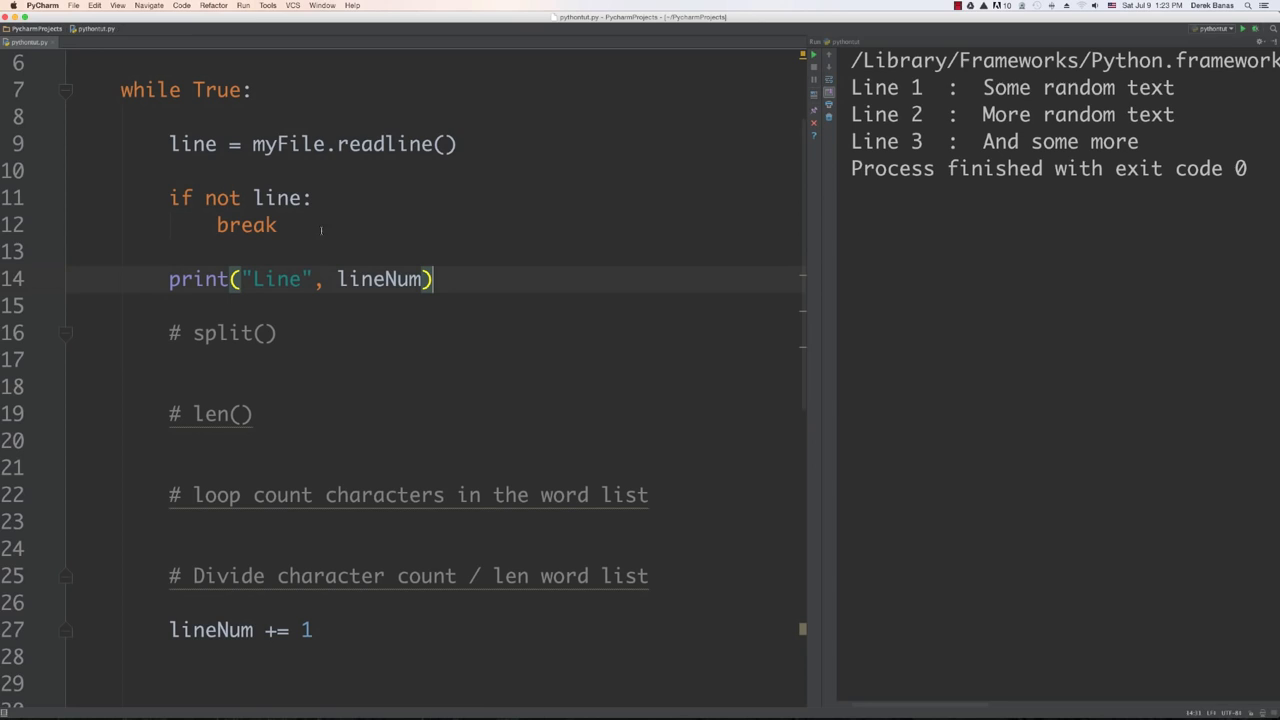 PyCharm File Edit View Navigate Code Refactor Run Tools VCS Window Help 10 Sat Jul 9 1:23 PM Derek Banas
pythontut.py - PycharmProjects - [~/PycharmProjects]
PycharmProjects pythontut.py pythontut
pythontut.py Run pythontut
6
7 while True:
8
9 line = myFile.readline()
10
11 if not line:
12 break
13
14 print("Line", lineNum)
15
16 # split()
17
18
19 # len()
20
21
22 # loop count characters in the word list
23
24
25 # Divide character count / len word list
26
27 lineNum += 1
28
29
30
/Library/Frameworks/Python.framework
Line 1 : Some random text
Line 2 : More random text
Line 3 : And some more
Process finished with exit code 0